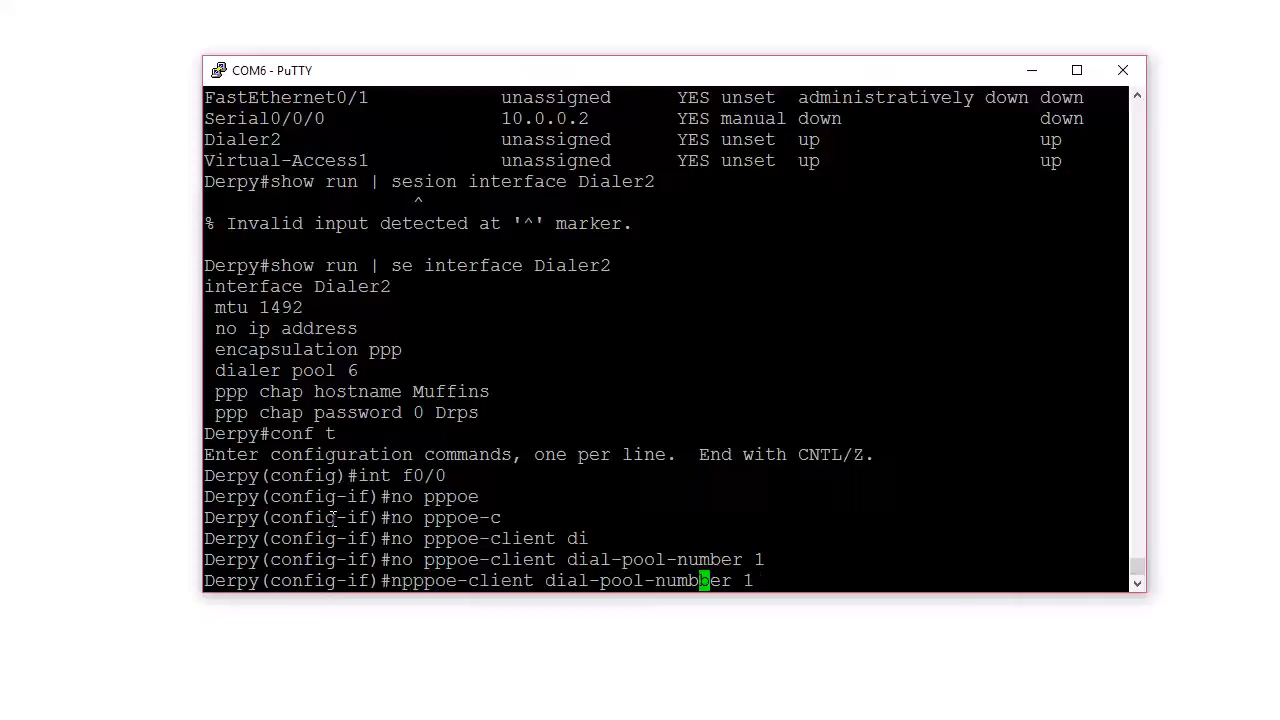 COM6 - PuTTY
FastEthernet0/1 unassigned YES unset administratively down down
Serial0/0/0 10.0.0.2 YES manual down down
Dialer2 unassigned YES unset up up
Virtual-Access1 unassigned YES unset up up
Derpy#show run | sesion interface Dialer2
^
% Invalid input detected at '^' marker.
Derpy#show run | se interface Dialer2
interface Dialer2
mtu 1492
no ip address
encapsulation ppp
dialer pool 6
ppp chap hostname Muffins
ppp chap password 0 Drps
Derpy#conf t
Enter configuration commands, one per line. End with CNTL/Z.
Derpy(config)#int f0/0
Derpy(config-if)#no pppoe
Derpy(config-if)#no pppoe-c
Derpy(config-if)#no pppoe-client di
Derpy(config-if)#no pppoe-client dial-pool-number 1
Derpy(config-if)#npppoe-client dial-pool-number 1